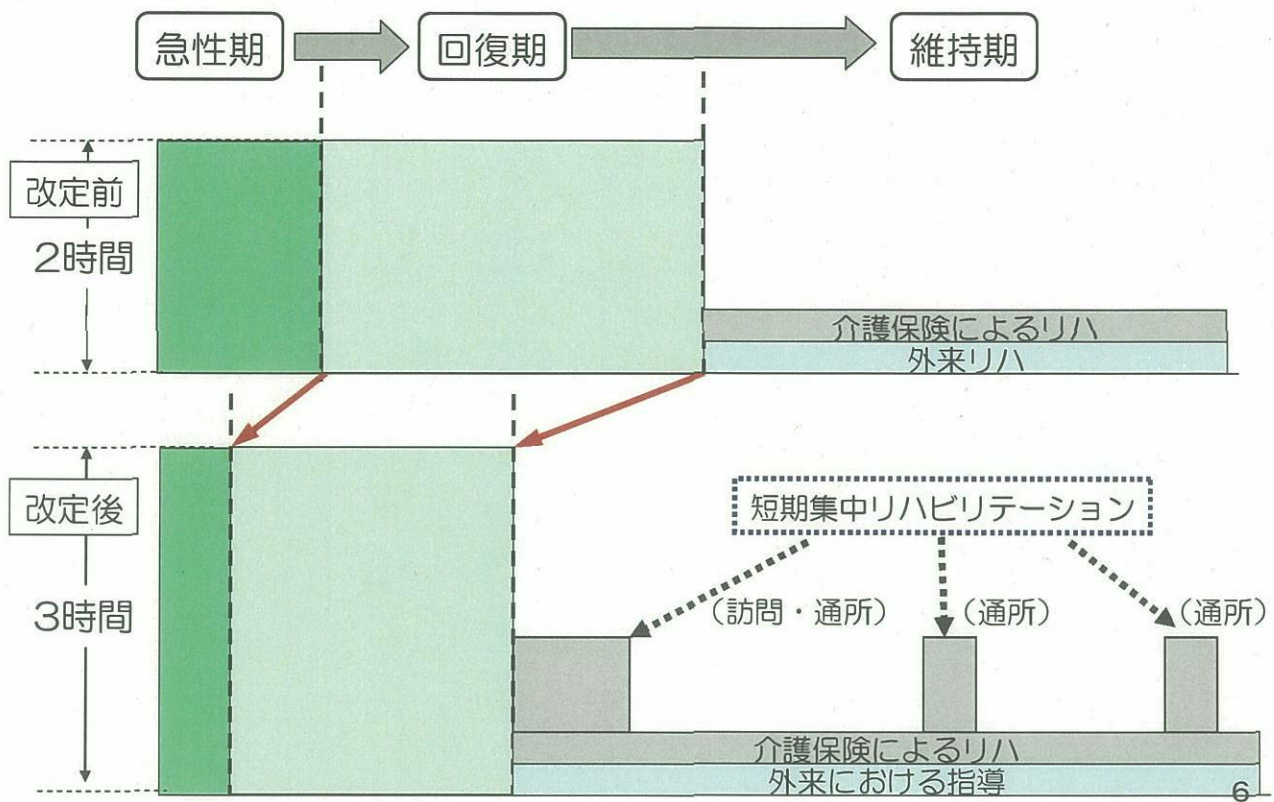 急性期
回復期
維持期
改定前
2時間
介護保険によるリハ
外来リハ
改定後
3時間
短期集中リハビリテーション
(訪問・通所)
(通所)
(通所)
介護保険によるリハ
外来における指導
6